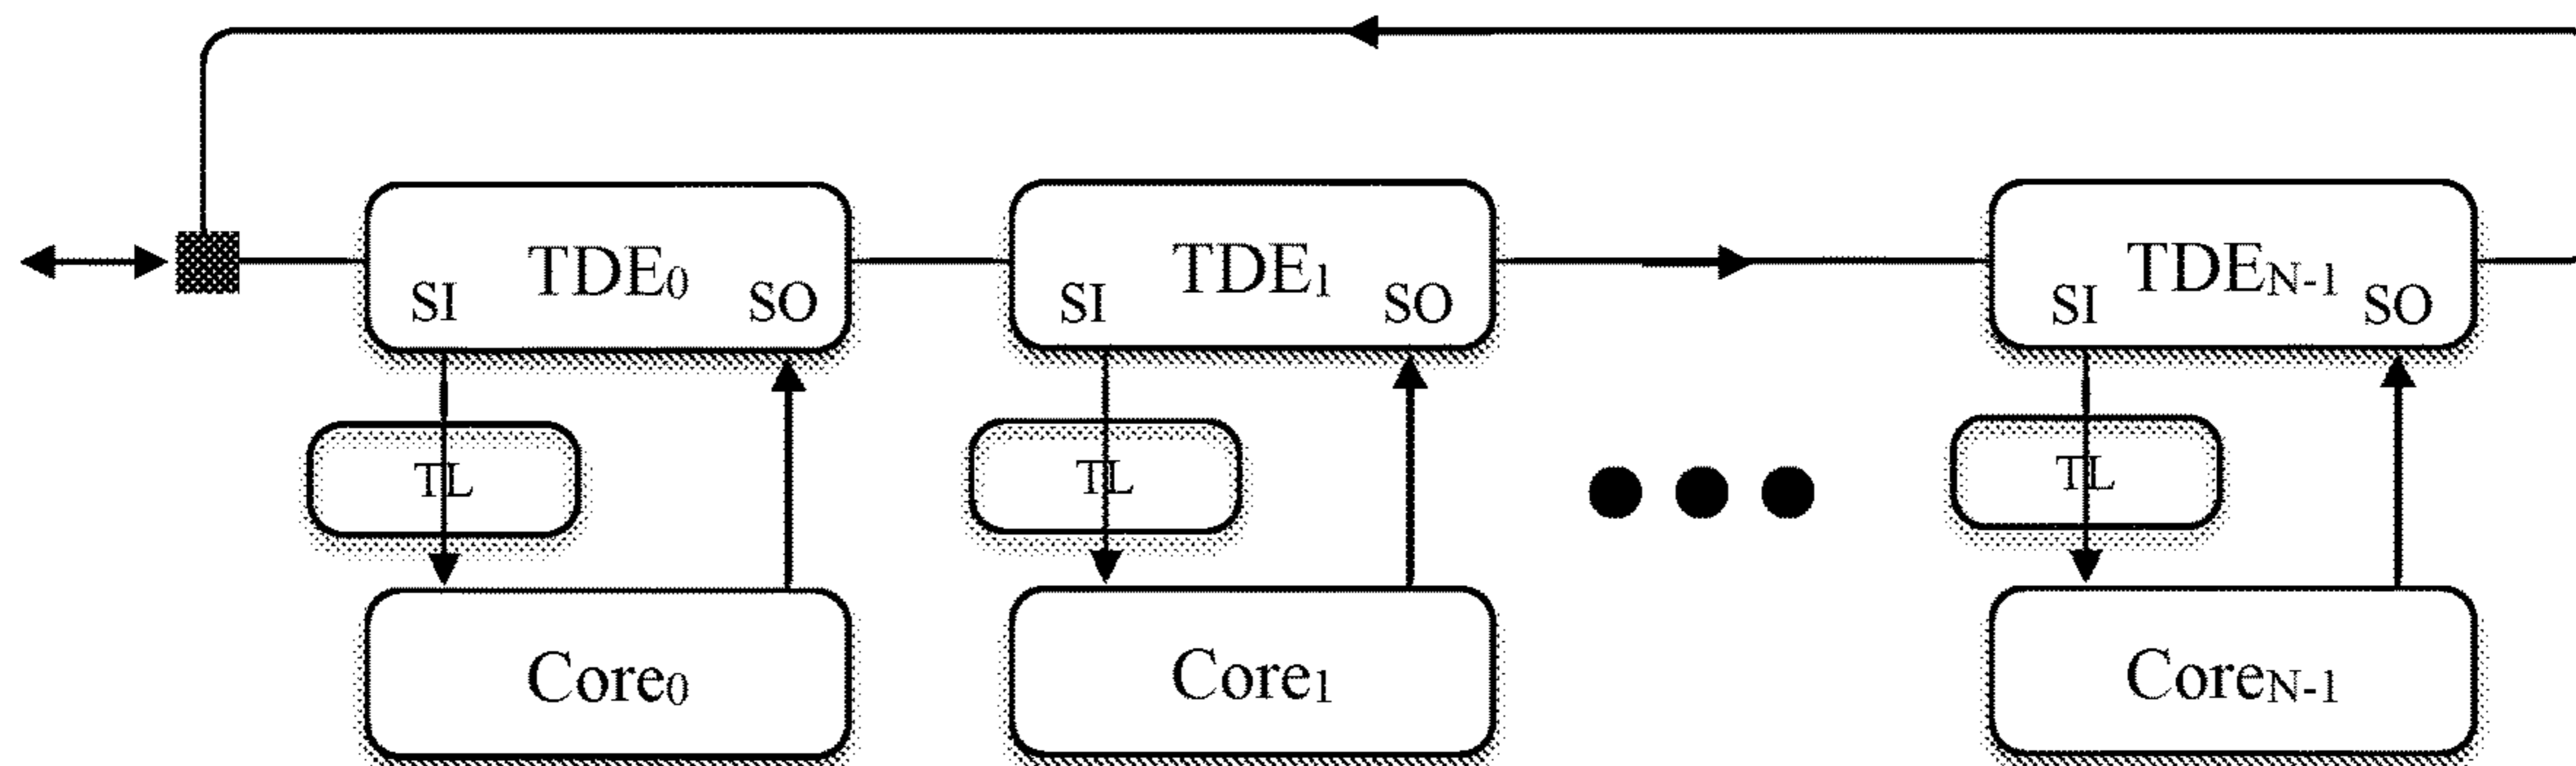 TDE0 TDE1 TDEN-1
SI SO SI SO SI SO
TL TL TL
Core0 Core1 CoreN-1